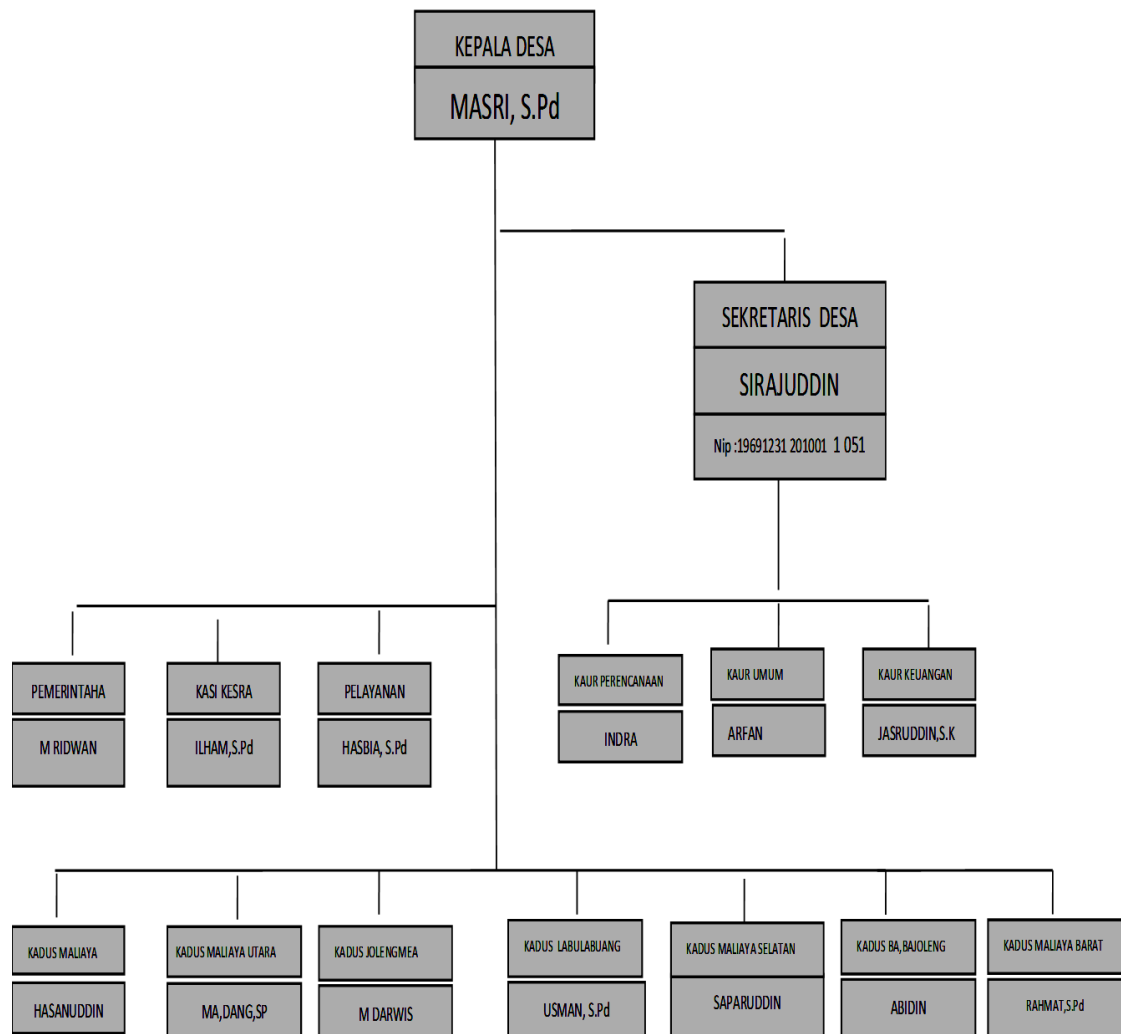 KEPALA DESA
MASRI, S.Pd
SEKRETARIS DESA
SIRAJUDDIN
Nip :19691231 201001 1 051
PEMERINTAHA
M RIDWAN
KASI KESRA
ILHAM,S.Pd
PELAYANAN
HASBIA, S.Pd
KAUR PERENCANAAN
INDRA
KAUR UMUM
ARFAN
KAUR KEUANGAN
JASRUDDIN,S.K
KADUS MALIAYA
HASANUDDIN
KADUS MALIAYA UTARA
MA,DANG,SP
KADUS JOLENGMEA
M DARWIS
KADUS LABULABUANG
USMAN, S.Pd
KADUS MALIAYA SELATAN
SAPARUDDIN
KADUS BA,BAJOLENG
ABIDIN
KADUS MALIAYA BARAT
RAHMAT,S.Pd